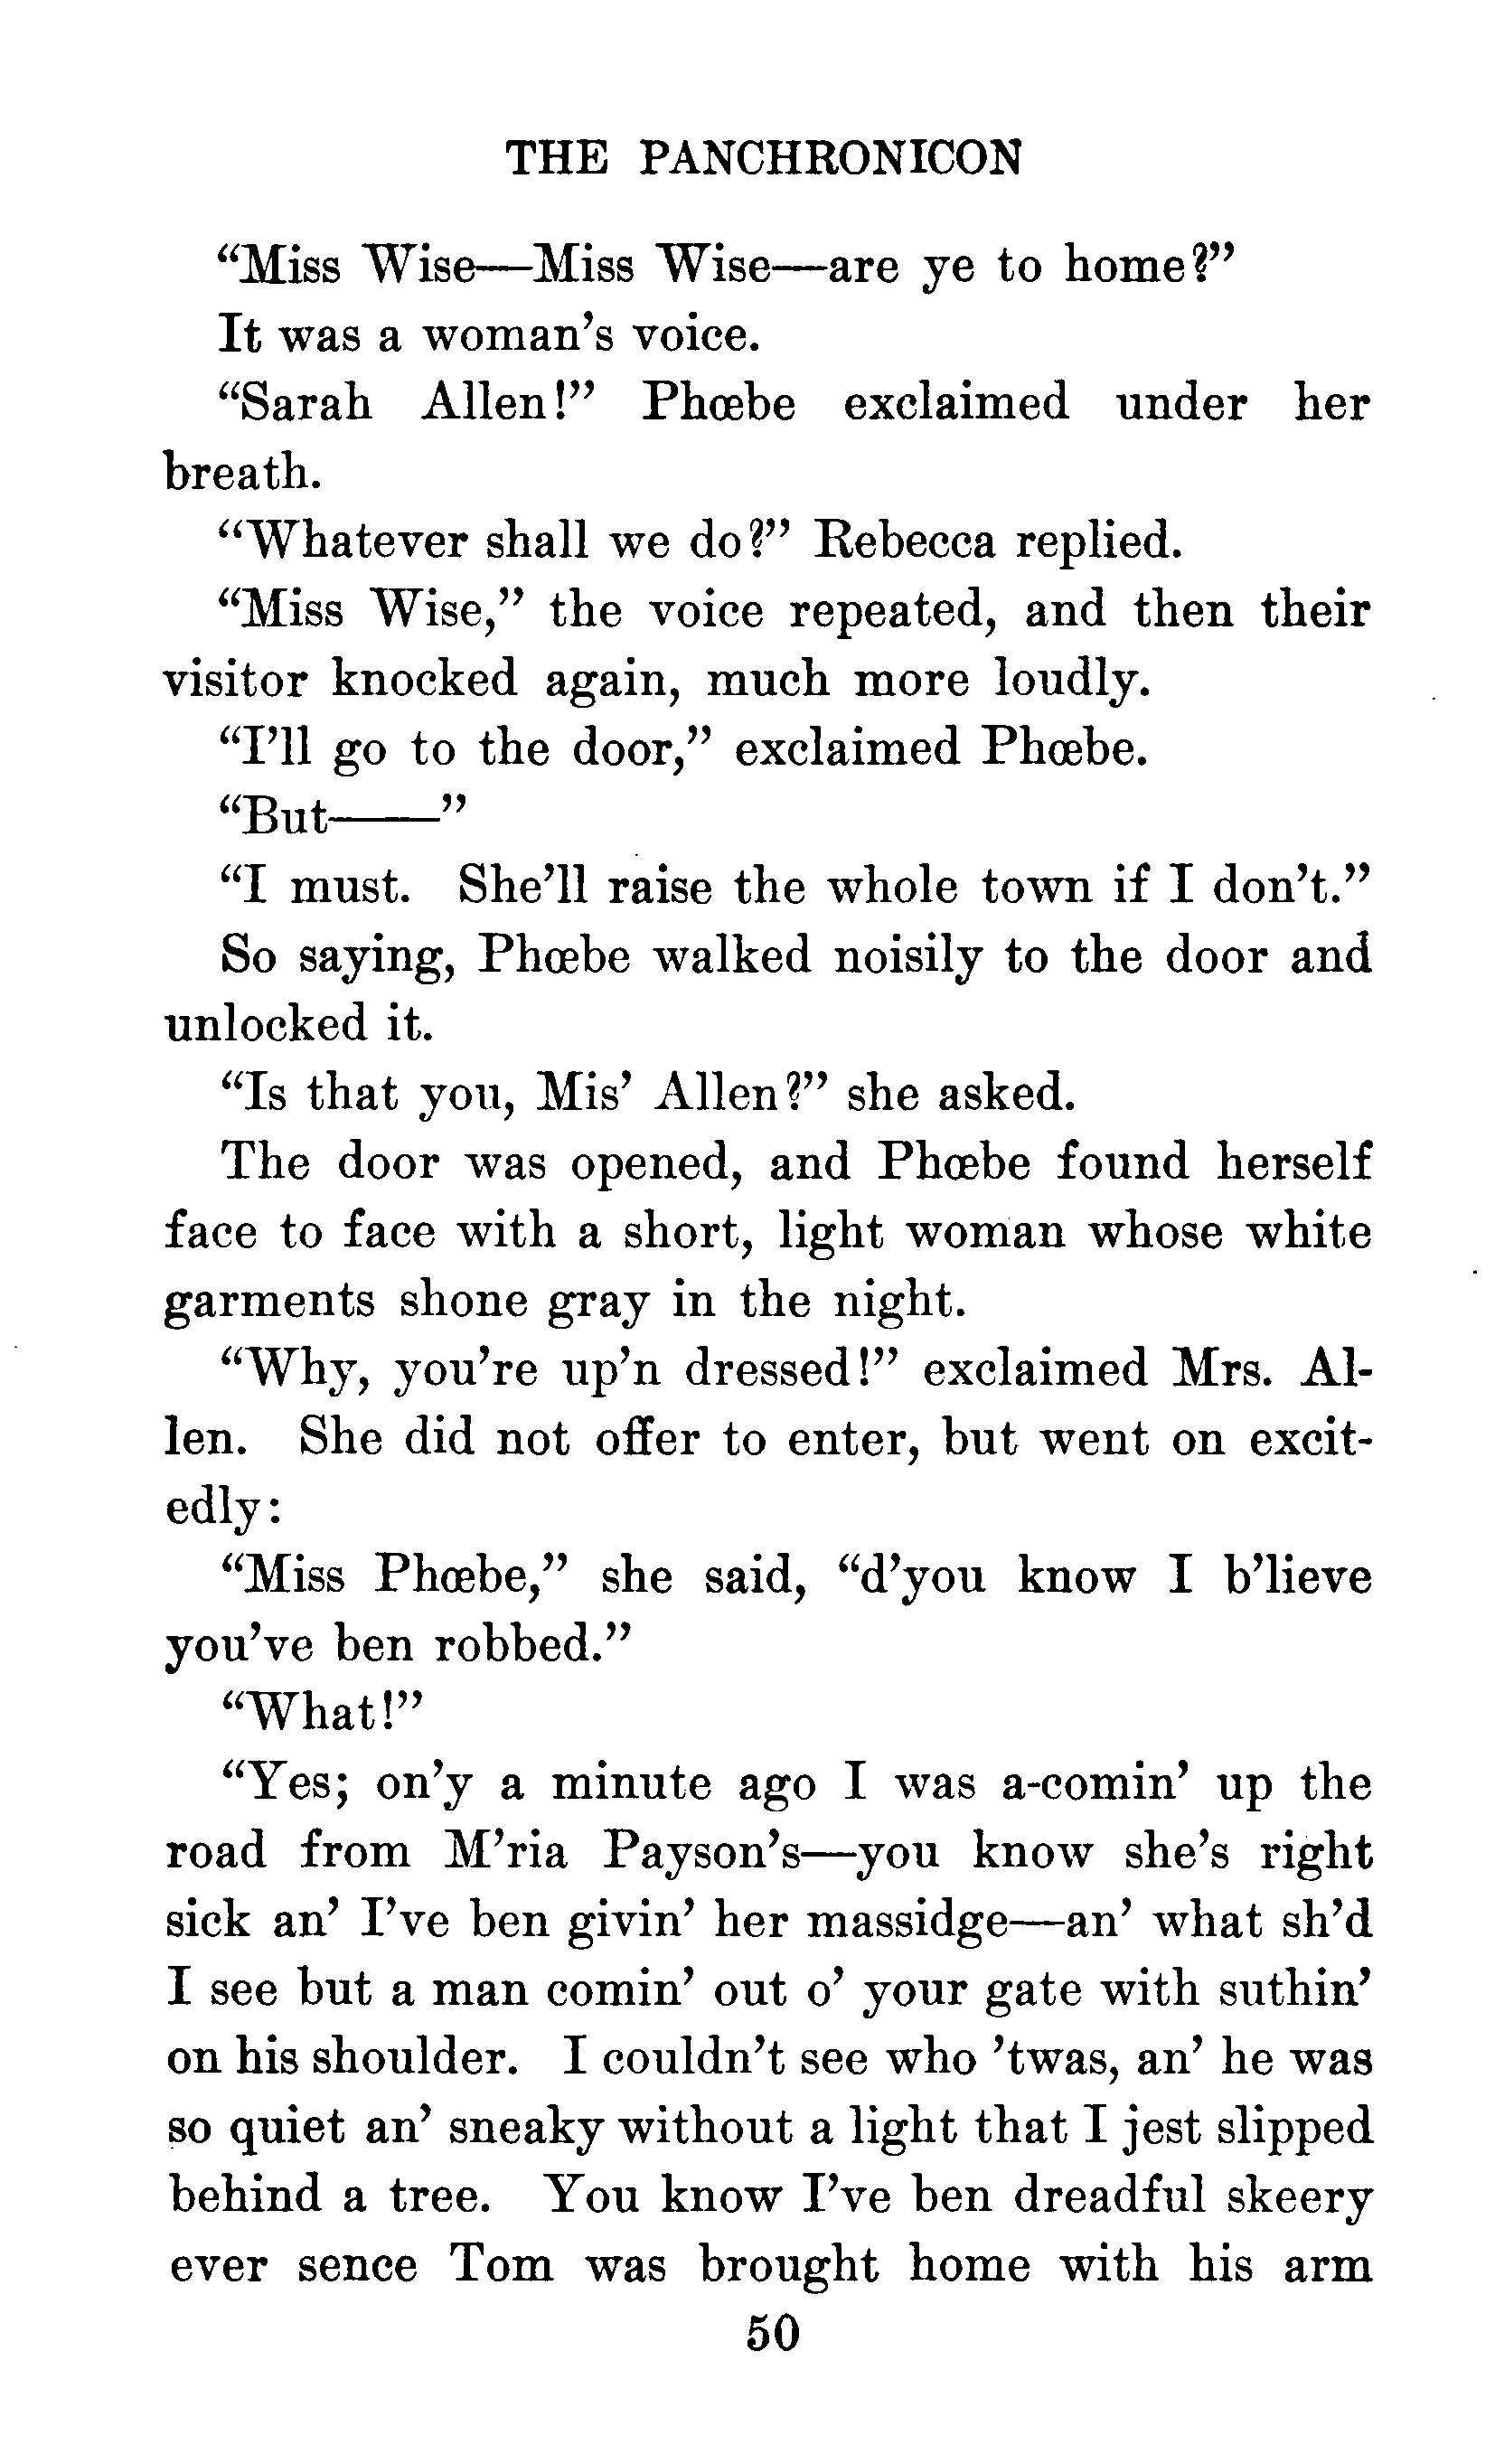 THE PANCHRONICON
“Miss Wise—Miss Wise—are ye to home?”
It was a woman's voice.
“Sarah Allen!” Phœbe exclaimed under her
breath.
“Whatever shall we do?” Rebecca replied.
“Miss Wise,” the voice repeated, and then their
visitor knocked again, much more loudly.
“I'll go to the door,” exclaimed Phœbe.
“But——”
“I must. She'll raise the whole town if I don't.”
So saying, Phœbe walked noisily to the door and
unlocked it.
“Is that you, Mis' Allen?” she asked.
The door was opened, and Phœbe found herself
face to face with a short, light woman whose white
garments shone gray in the night.
“Why, you're up'n dressed!” exclaimed Mrs. Al-
len. She did not offer to enter, but went on excit-
edly:
“Miss Phœbe,” she said, “d'you know I b'lieve
you've ben robbed.”
“What!”
“Yes; on'y a minute ago I was a-comin' up the
road from M'ria Payson's—you know she's right
sick an' I've ben givin' her massidge—an' what sh'd
I see but a man comin' out o' your gate with suthin'
on his shoulder. I couldn't see who 'twas, an' he was
so quiet an' sneaky without a light that I jest slipped
behind a tree. You know I've ben dreadful skeery
ever sence Tom was brought home with his arm
50